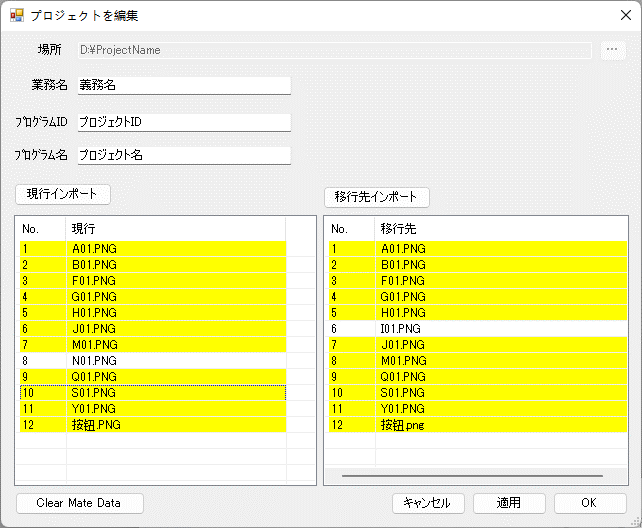 プロジェクトを編集
場所 D:¥ProjectName ...
業務名 義務名
ﾌﾟﾛｸﾞﾗﾑID プロジェクトID
ﾌﾟﾛｸﾞﾗﾑ名 プロジェクト名
現行インポート
No. 現行
1 A01.PNG
2 B01.PNG
3 F01.PNG
4 G01.PNG
5 H01.PNG
6 J01.PNG
7 M01.PNG
8 N01.PNG
9 Q01.PNG
10 S01.PNG
11 Y01.PNG
12 按钮.PNG
移行先インポート
No. 移行先
1 A01.PNG
2 B01.PNG
3 F01.PNG
4 G01.PNG
5 H01.PNG
6 I01.PNG
7 J01.PNG
8 M01.PNG
9 Q01.PNG
10 S01.PNG
11 Y01.PNG
12 按钮.png
Clear Mate Data キャンセル 適用 OK